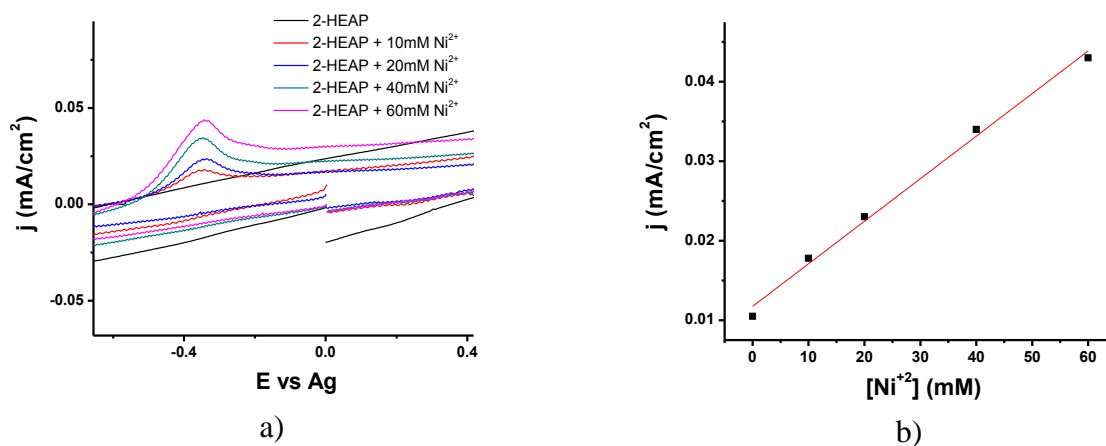 2-HEAP
2-HEAP + 10mM Ni²⁺
2-HEAP + 20mM Ni²⁺
2-HEAP + 40mM Ni²⁺
2-HEAP + 60mM Ni²⁺
0.05
0.00
-0.05
j (mA/cm²)
-0.4
0.0
0.4
E vs Ag
a)
0.04
0.03
0.02
0.01
j (mA/cm²)
0
10
20
30
40
50
60
[Ni⁺²] (mM)
b)